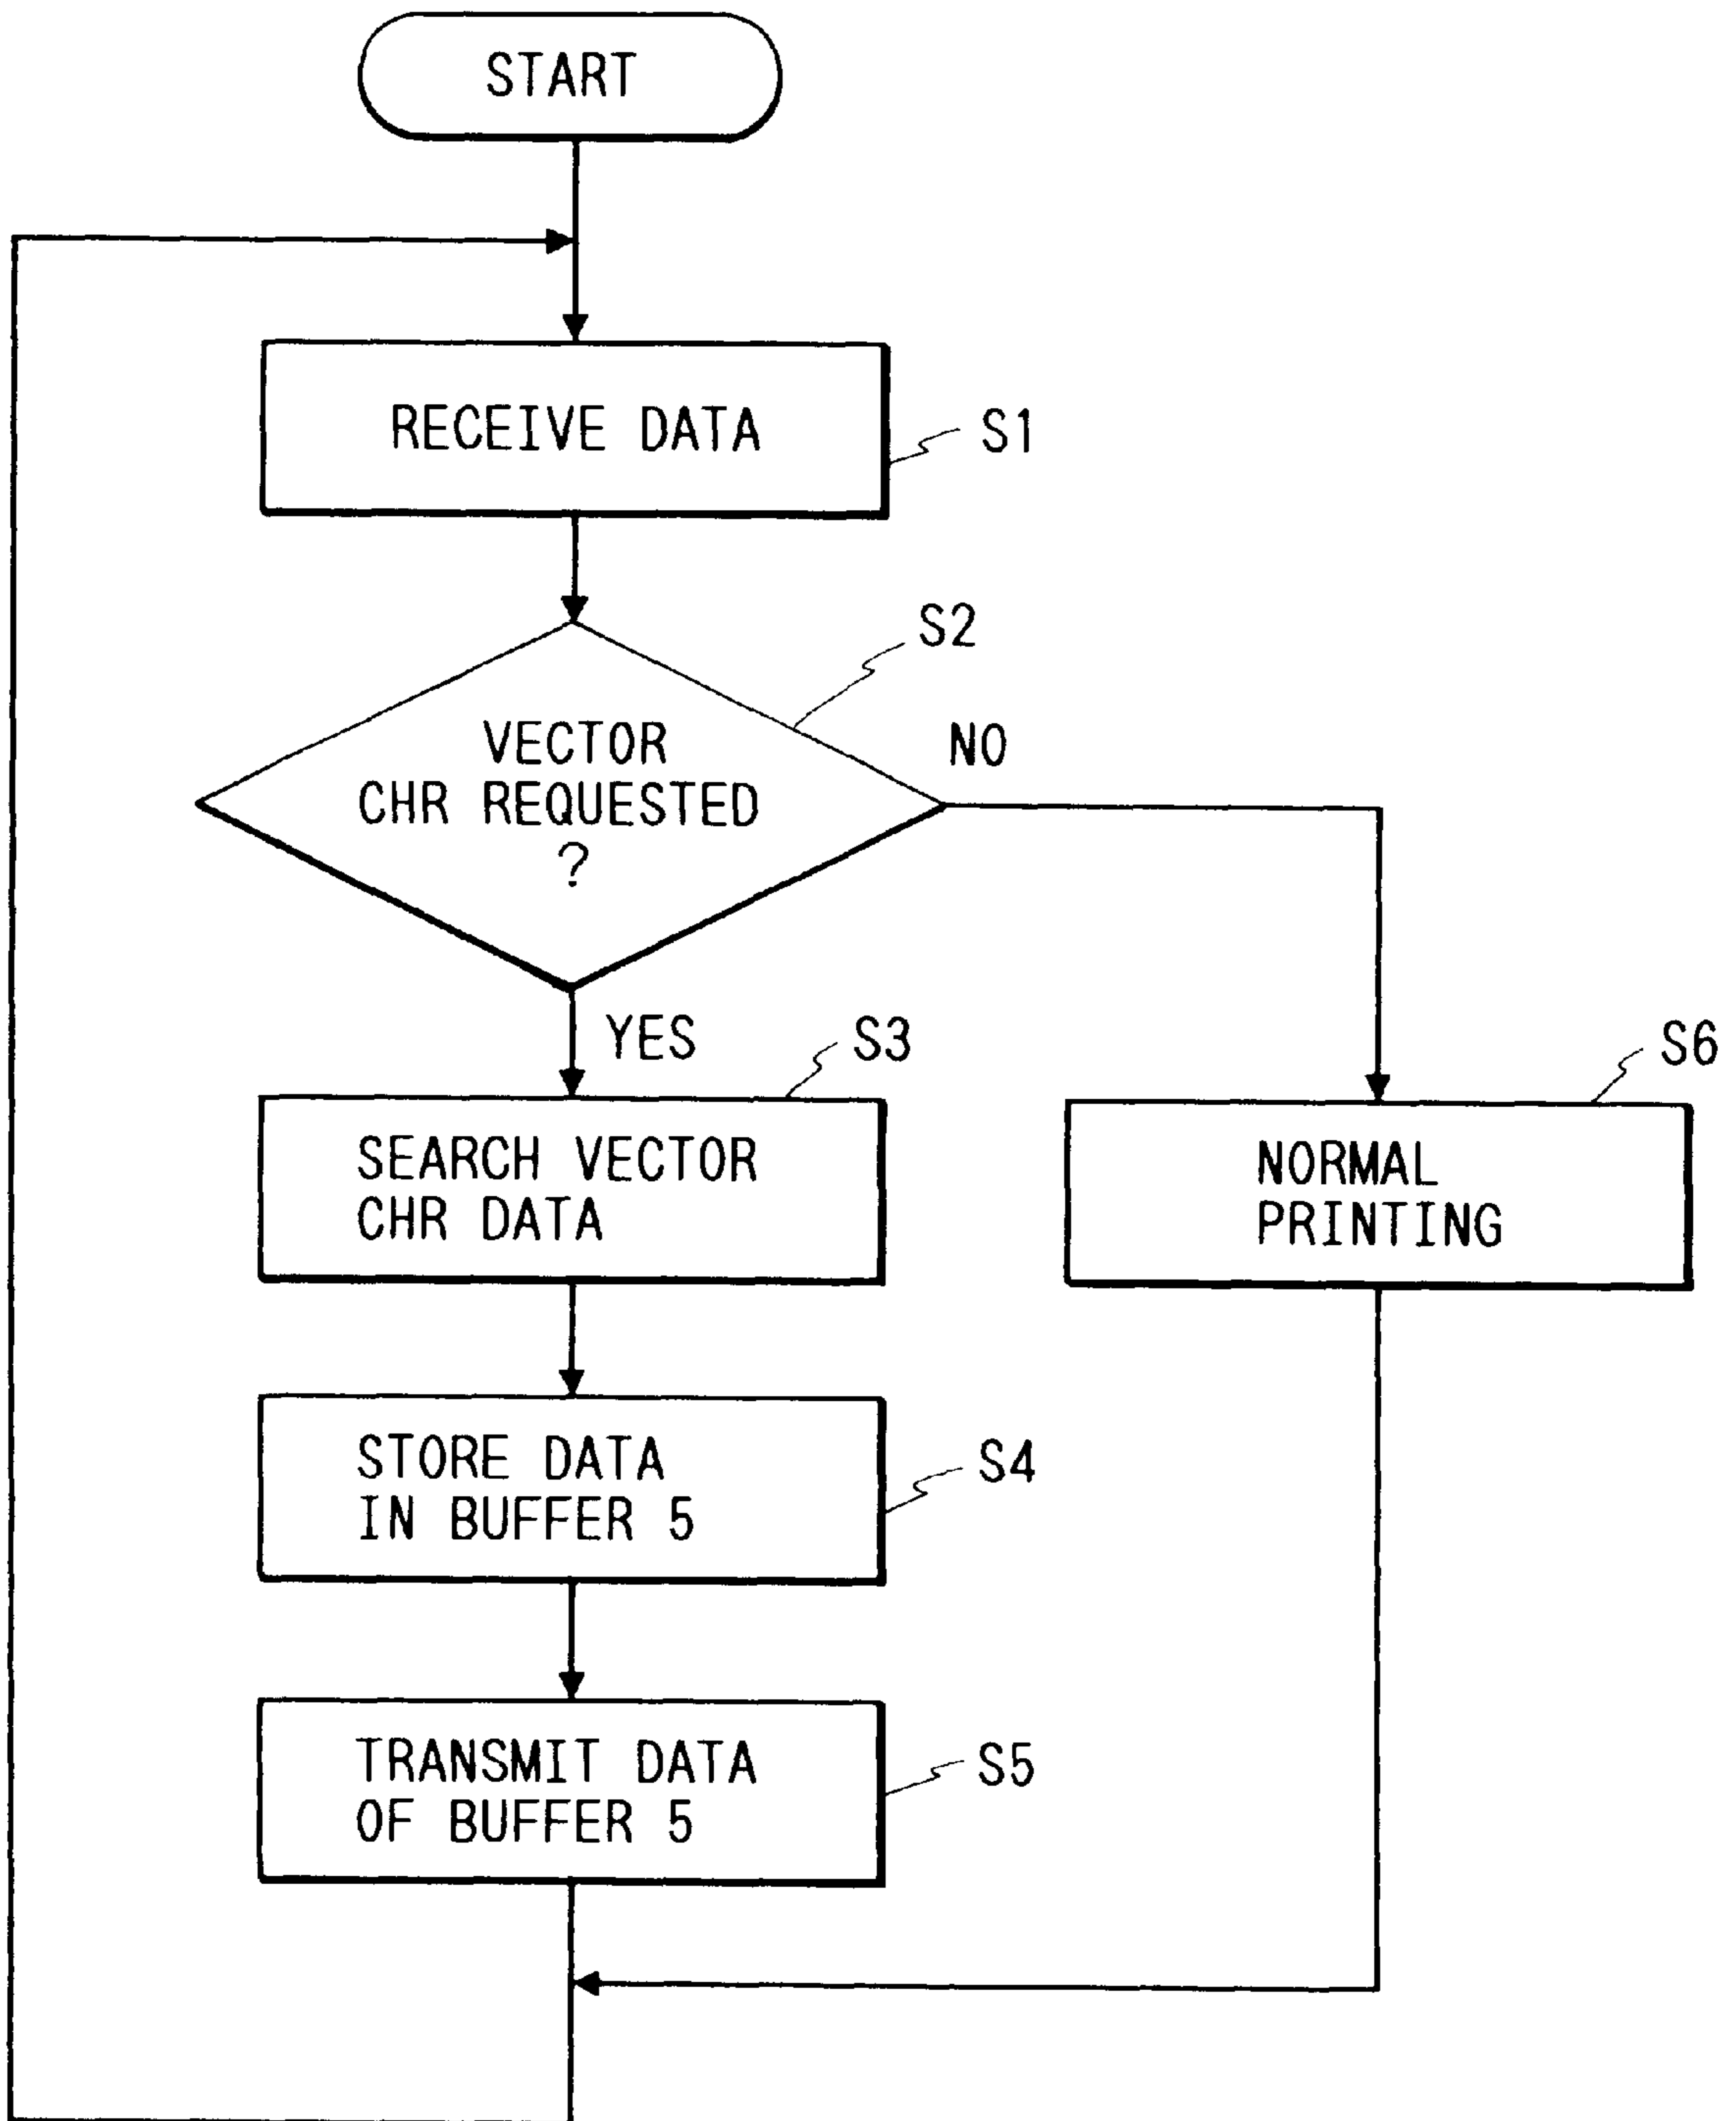 START
RECEIVE DATA
S1
S2
VECTOR
CHR REQUESTED
?
NO
YES
S3
SEARCH VECTOR
CHR DATA
S6
NORMAL
PRINTING
STORE DATA
IN BUFFER 5
S4
TRANSMIT DATA
OF BUFFER 5
S5